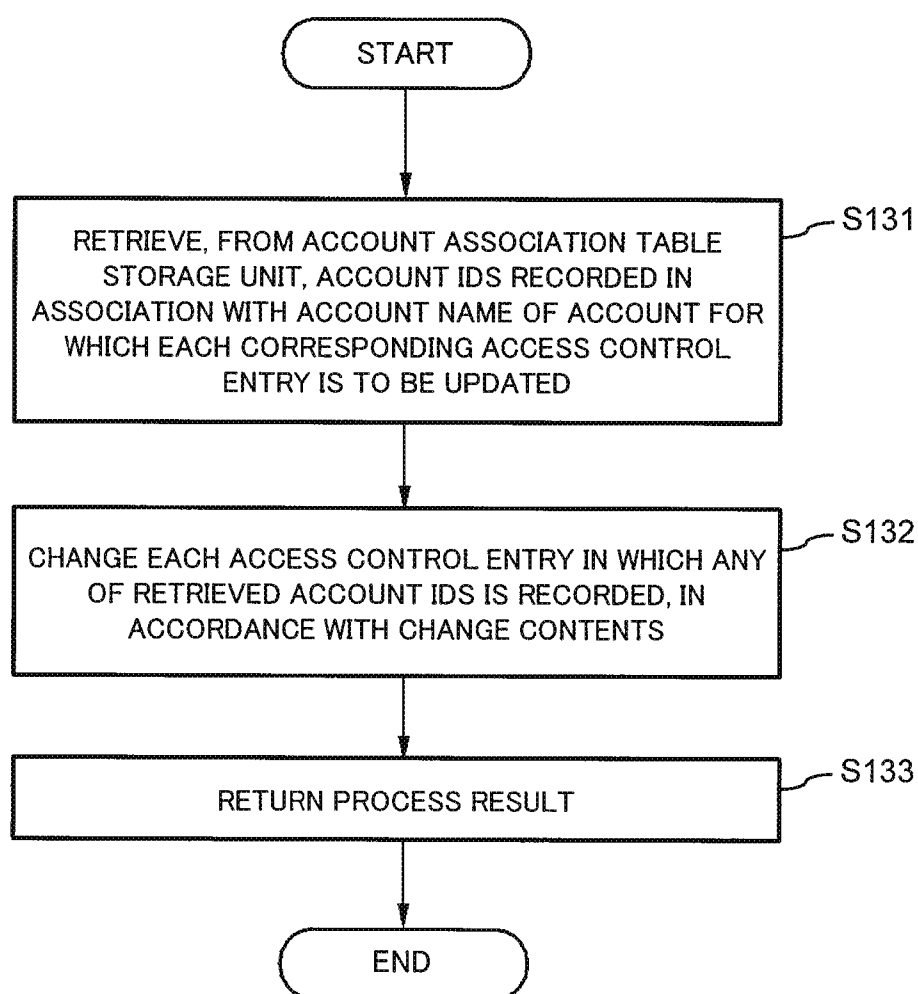 START
S131
RETRIEVE, FROM ACCOUNT ASSOCIATION TABLE
STORAGE UNIT, ACCOUNT IDS RECORDED IN
ASSOCIATION WITH ACCOUNT NAME OF ACCOUNT FOR
WHICH EACH CORRESPONDING ACCESS CONTROL
ENTRY IS TO BE UPDATED
S132
CHANGE EACH ACCESS CONTROL ENTRY IN WHICH ANY
OF RETRIEVED ACCOUNT IDS IS RECORDED, IN
ACCORDANCE WITH CHANGE CONTENTS
S133
RETURN PROCESS RESULT
END